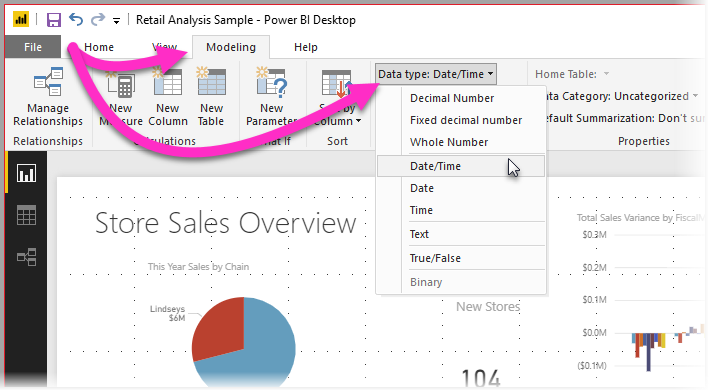 Retail Analysis Sample - Power BI Desktop
File Home View Modeling Help
Data type: Date/Time
Home Table:
Data Category: Uncategorized
Default Summarization: Don't
Manage Relationships
New Measure
New Column
New Table
New Parameter
Sort by Column
Relationships
Calculations
What If
Sort
Properties
Decimal Number
Fixed decimal number
Whole Number
Date/Time
Date
Time
Text
True/False
Binary
Store Sales Overview
This Year Sales by Chain
Lindseys
$6M
New Stores
104
Total Sales Variance by
$0.3M
$0.2M
$0.1M
$0.0M
($0.1M)